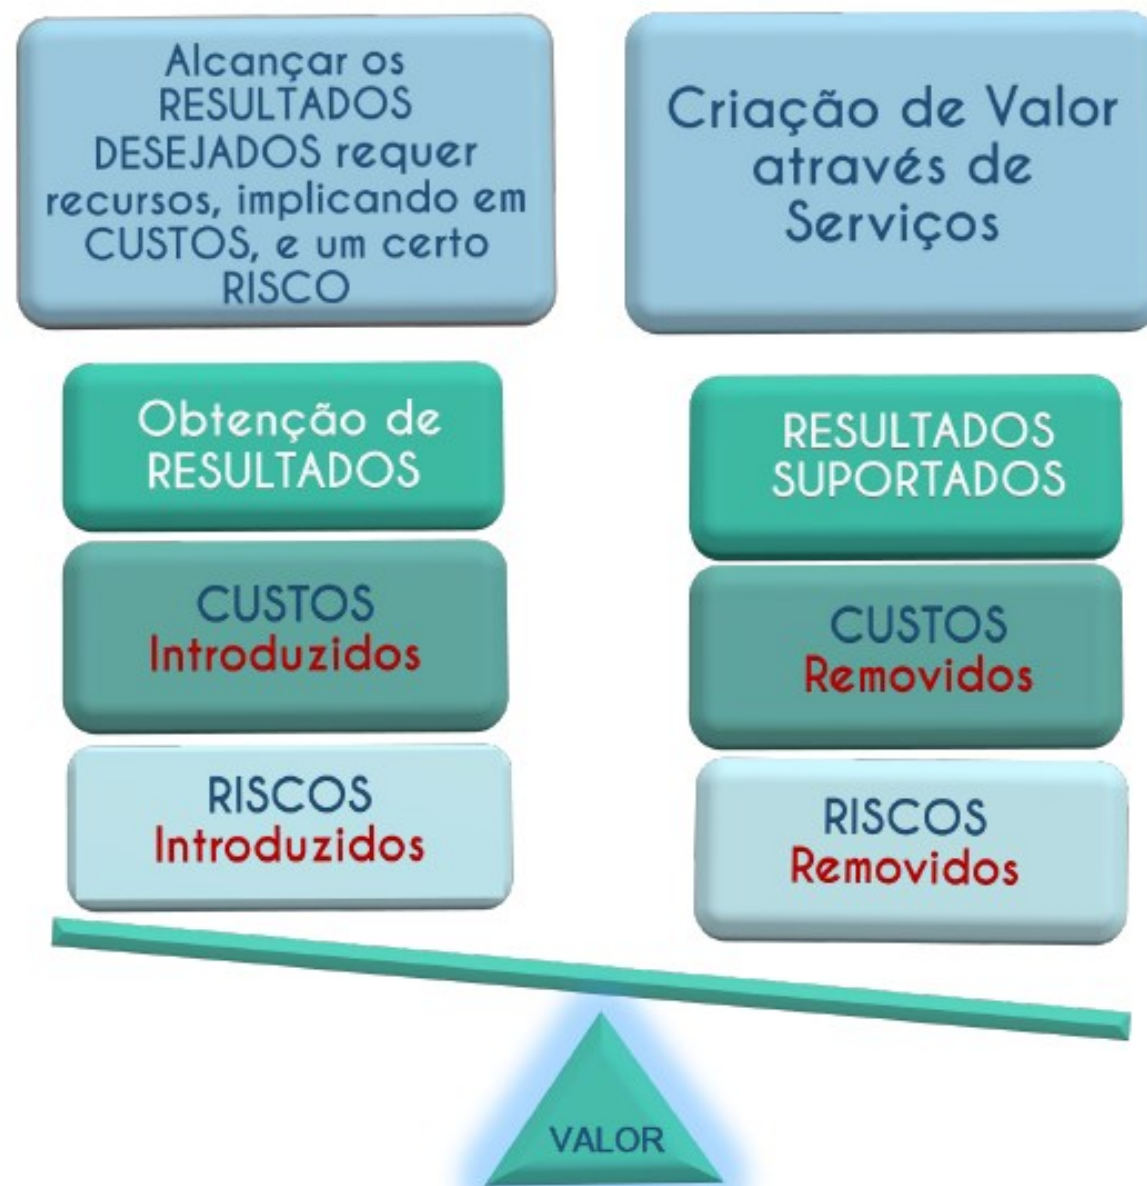 Alcançar os
RESULTADOS
DESEJADOS requer
recursos, implicando em
CUSTOS, e um certo
RISCO
Criação de Valor
através de
Serviços
Obtenção de
RESULTADOS
CUSTOS
Introduzidos
RISCOS
Introduzidos
RESULTADOS
SUPORTADOS
CUSTOS
Removidos
RISCOS
Removidos
VALOR